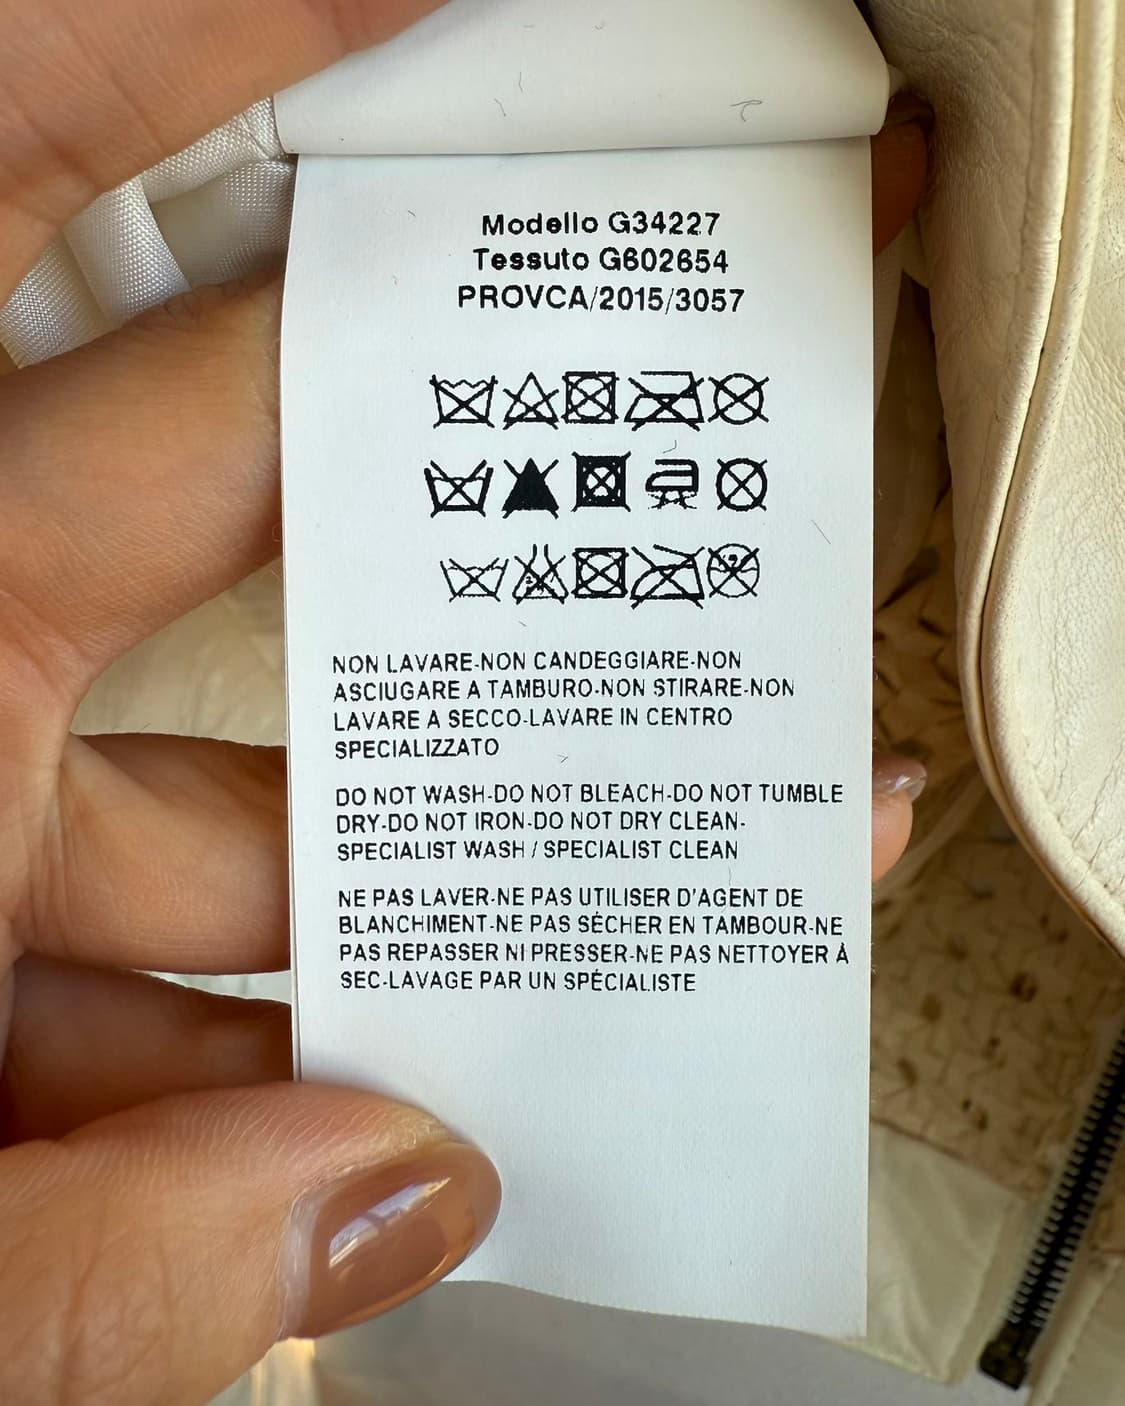 Modello G34227
Tessuto G602654
PROVCA/2015/3057
NON LAVARE-NON CANDEGGIARE-NON
ASCIUGARE A TAMBURO-NON STIRARE-NON
LAVARE A SECCO-LAVARE IN CENTRO
SPECIALIZZATO
DO NOT WASH-DO NOT BLEACH-DO NOT TUMBLE
DRY-DO NOT IRON-DO NOT DRY CLEAN-
SPECIALIST WASH / SPECIALIST CLEAN
NE PAS LAVER-NE PAS UTILISER D'AGENT DE
BLANCHIMENT-NE PAS SÉCHER EN TAMBOUR-NE
PAS REPASSER NI PRESSER-NE PAS NETTOYER À
SEC-LAVAGE PAR UN SPÉCIALISTE